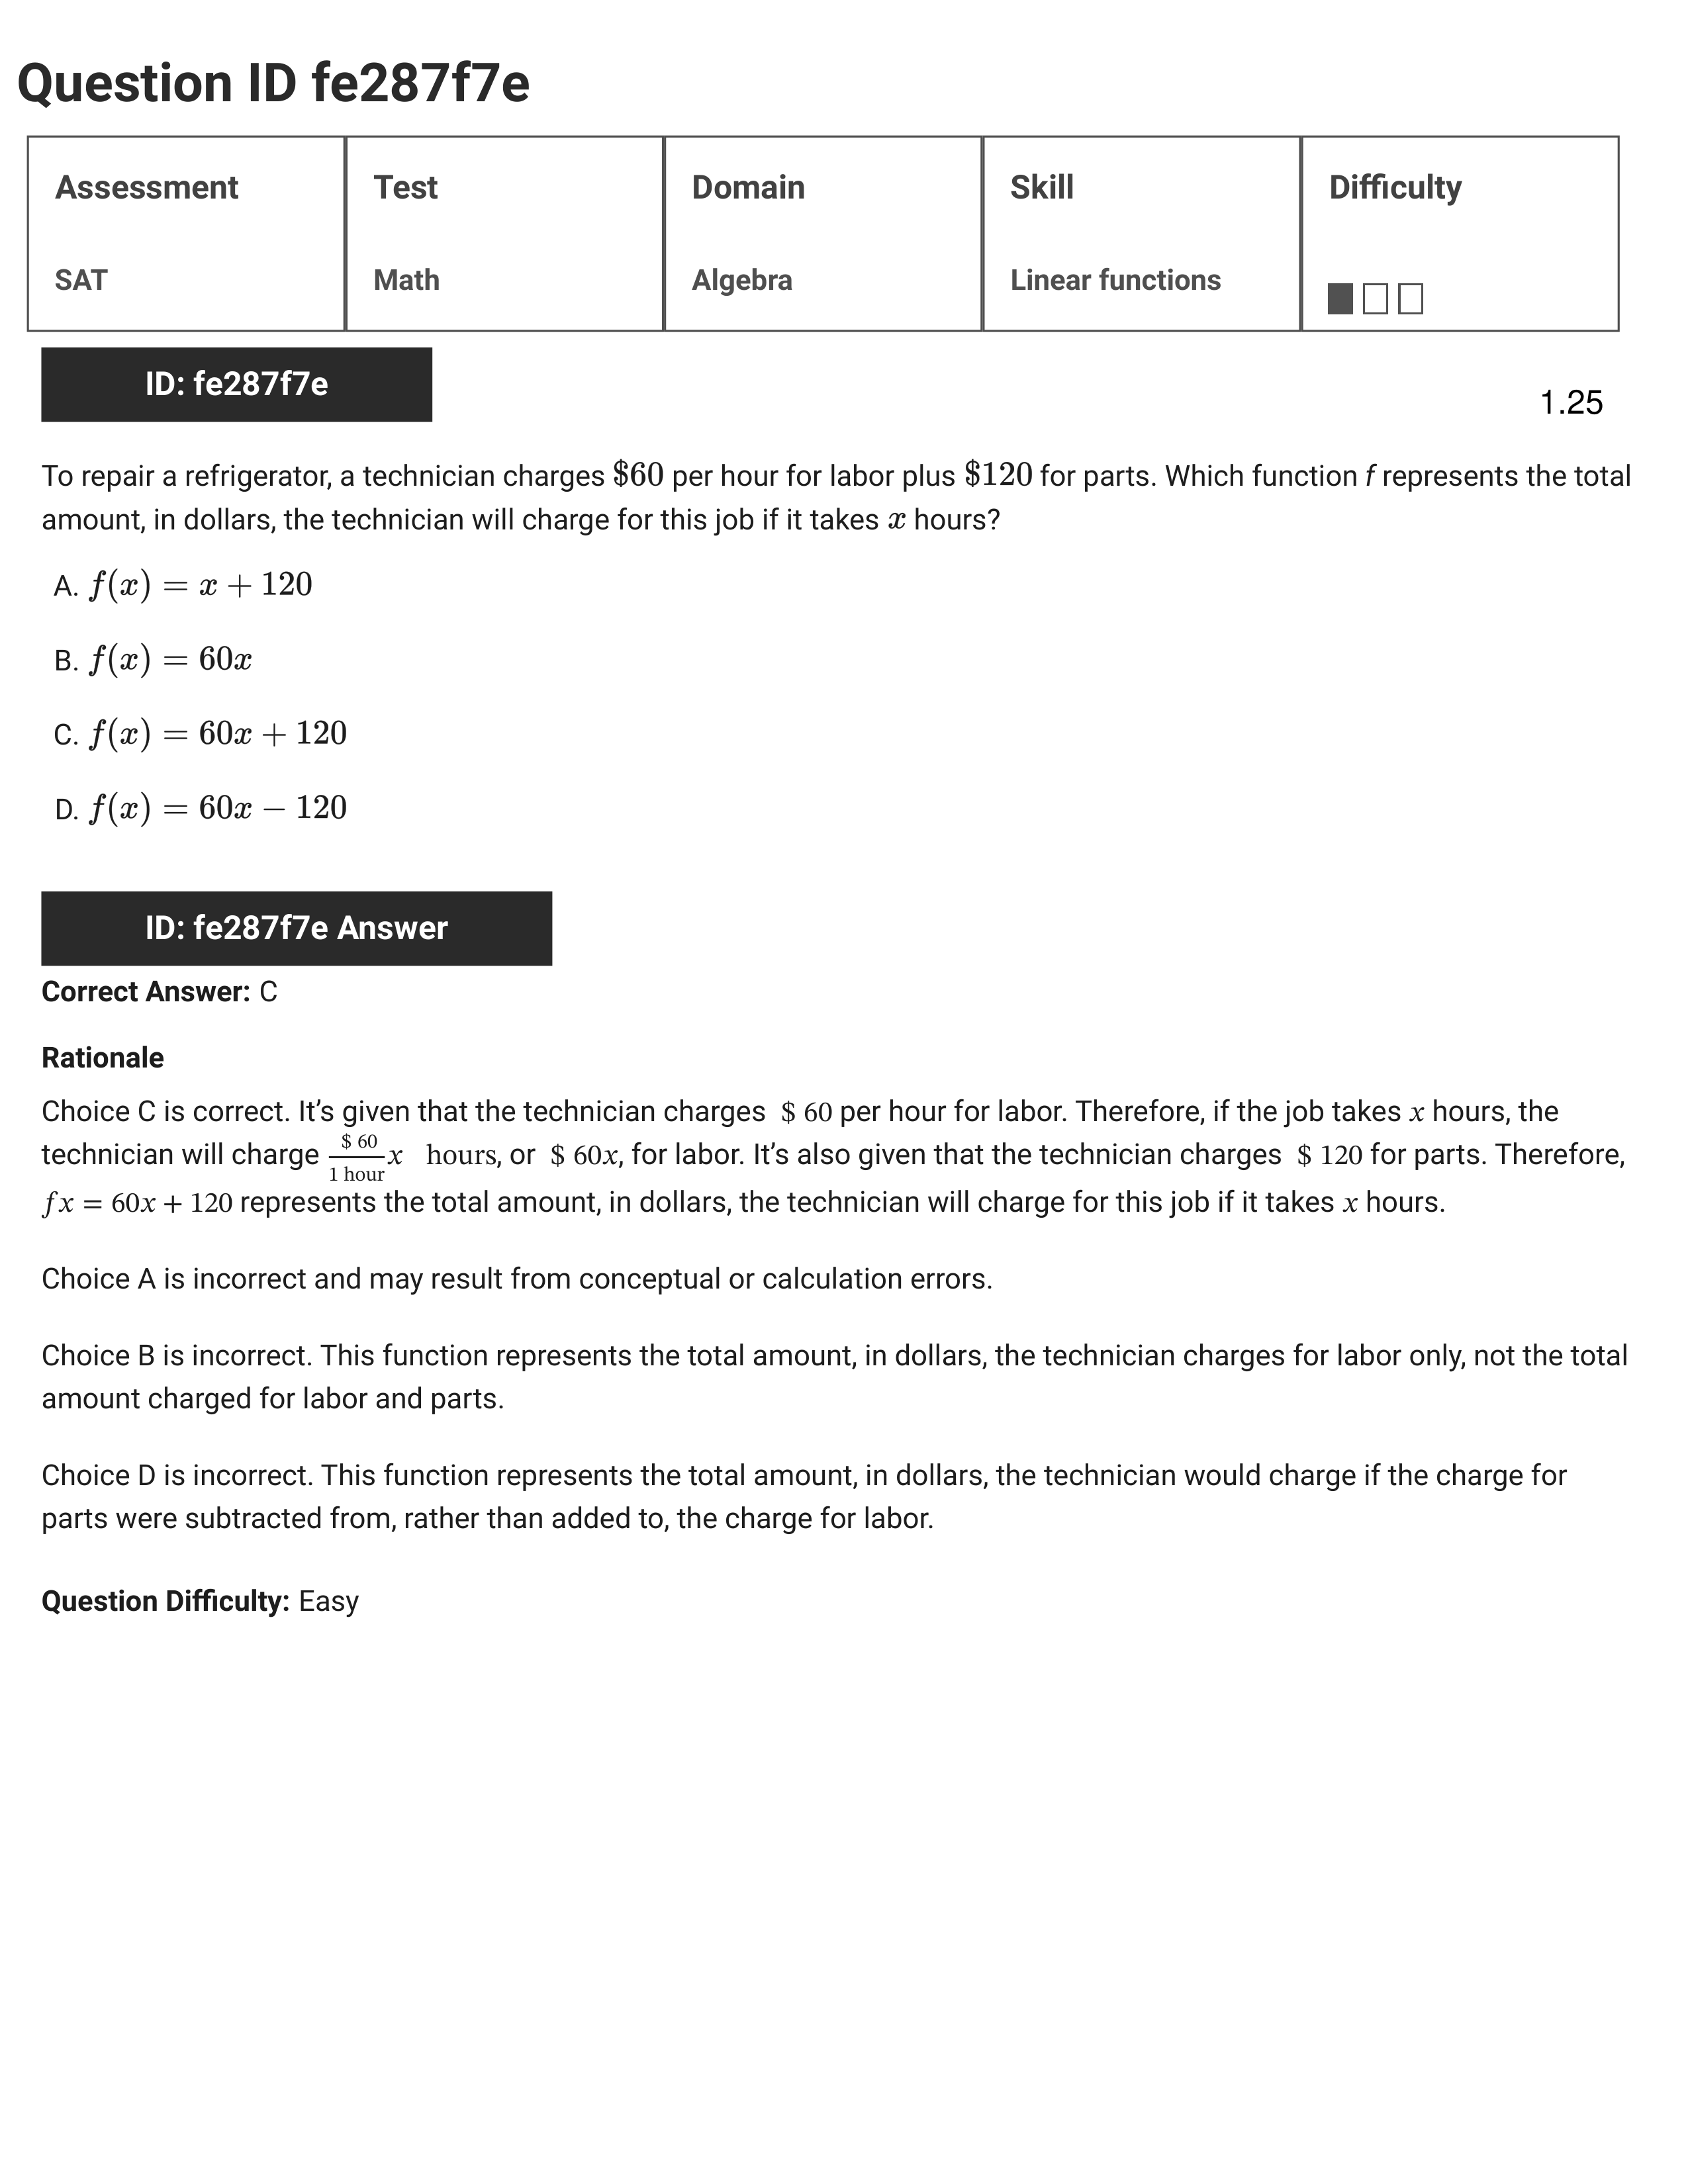 Question ID fe287f7e
Assessment Test Domain Skill Difficulty
SAT Math Algebra Linear functions
ID: fe287f7e
1.25
To repair a refrigerator, a technician charges $60 per hour for labor plus $120 for parts. Which function f represents the total
amount, in dollars, the technician will charge for this job if it takes x hours?
A. f(x) = x + 120
B. f(x) = 60x
C. f(x) = 60x + 120
D. f(x) = 60x − 120
ID: fe287f7e Answer
Correct Answer: C
Rationale
Choice C is correct. It’s given that the technician charges $ 60 per hour for labor. Therefore, if the job takes x hours, the
technician will charge $ 60 / 1 hour x hours, or $ 60x, for labor. It’s also given that the technician charges $ 120 for parts. Therefore,
fx = 60x + 120 represents the total amount, in dollars, the technician will charge for this job if it takes x hours.
Choice A is incorrect and may result from conceptual or calculation errors.
Choice B is incorrect. This function represents the total amount, in dollars, the technician charges for labor only, not the total
amount charged for labor and parts.
Choice D is incorrect. This function represents the total amount, in dollars, the technician would charge if the charge for
parts were subtracted from, rather than added to, the charge for labor.
Question Difficulty: Easy